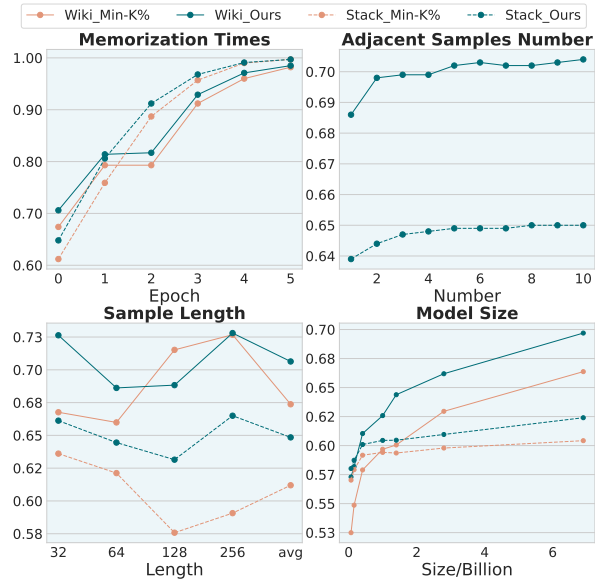 Wiki_Min-K% Wiki_Ours Stack_Min-K% Stack_Ours
Memorization Times
1.00
0.90
0.80
0.70
0.60
0 1 2 3 4 5
Epoch
Adjacent Samples Number
0.70
0.69
0.68
0.67
0.66
0.65
0.64
2 4 6 8 10
Number
Sample Length
0.73
0.70
0.68
0.65
0.62
0.60
0.58
32 64 128 256 avg
Length
Model Size
0.70
0.68
0.65
0.62
0.60
0.57
0.55
0.53
0 2 4 6
Size/Billion